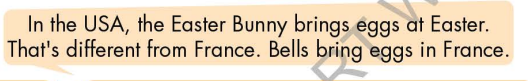 In the USA, the Easter Bunny brings eggs at Easter.
That's different from France. Bells bring eggs in France.